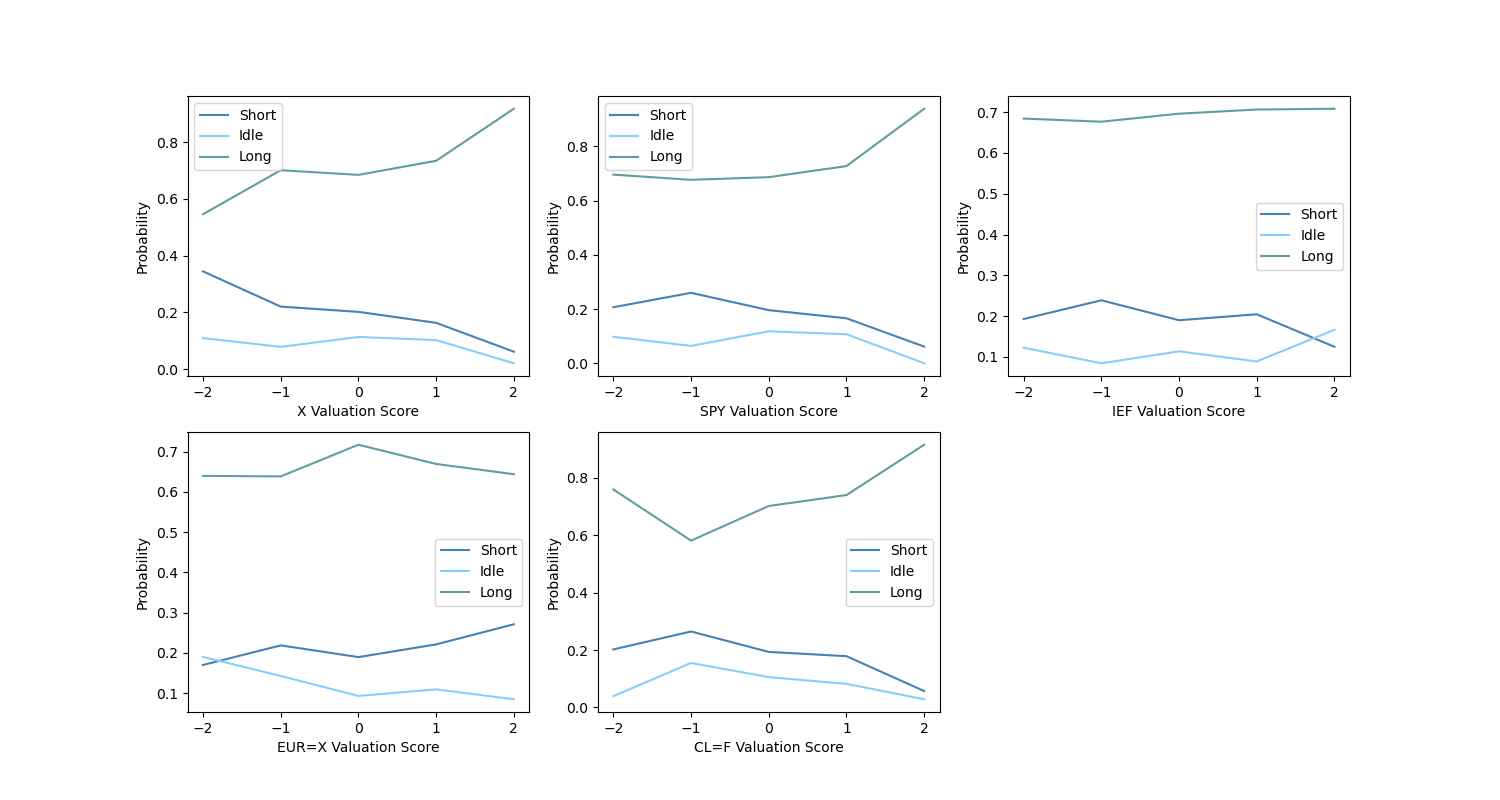 Short
Idle
Long
0.8
0.6
0.4
0.2
0.0
Probability
−2 −1 0 1 2
X Valuation Score
Short
Idle
Long
0.8
0.6
0.4
0.2
0.0
Probability
−2 −1 0 1 2
SPY Valuation Score
0.7
0.6
0.5
0.4
0.3
0.2
0.1
Probability
Short
Idle
Long
−2 −1 0 1 2
IEF Valuation Score
0.7
0.6
0.5
0.4
0.3
0.2
0.1
Probability
Short
Idle
Long
−2 −1 0 1 2
EUR=X Valuation Score
0.8
0.6
0.4
0.2
0.0
Probability
Short
Idle
Long
−2 −1 0 1 2
CL=F Valuation Score